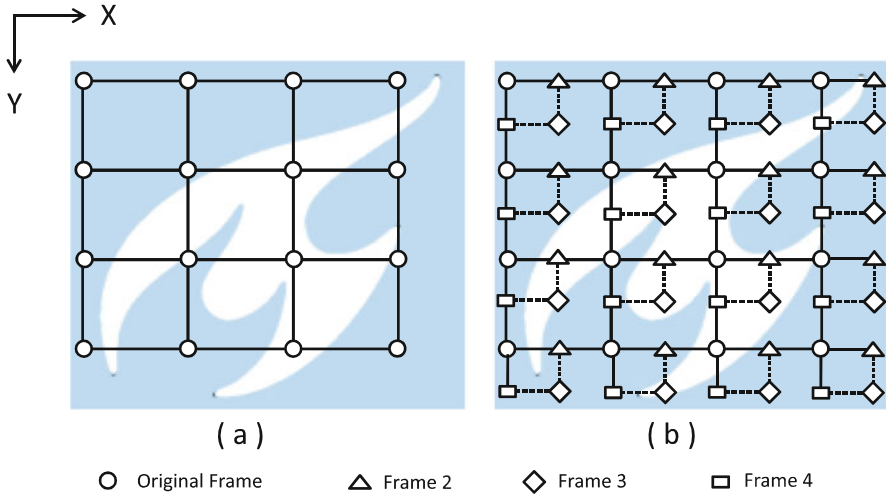 X
Y
( a )
( b )
Original Frame
Frame 2
Frame 3
Frame 4